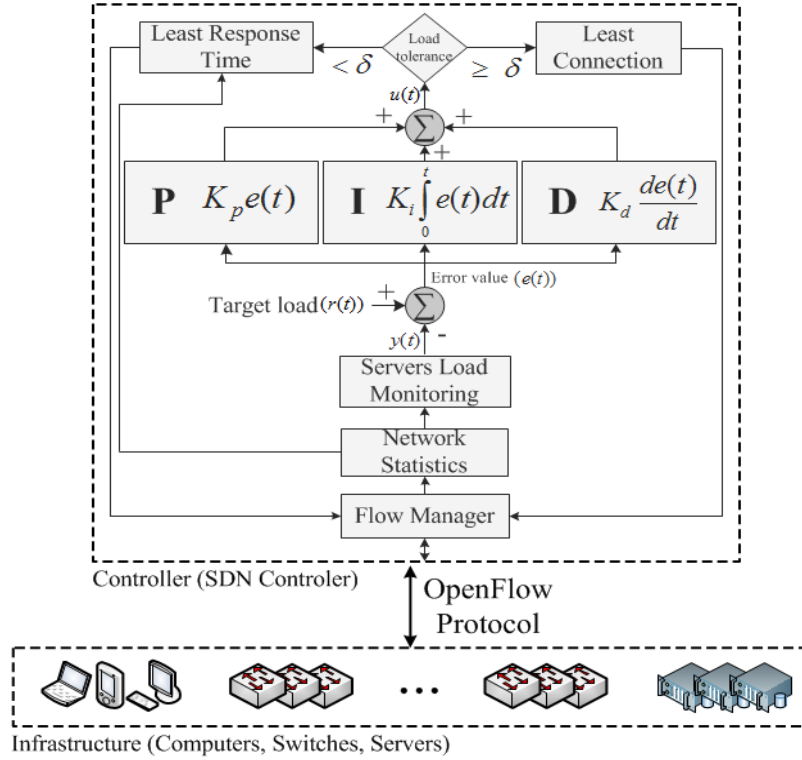 Least Response
Time
Load
tolerance
Least
Connection
< δ
≥ δ
u(t)
+
Σ
+
+
P K_p e(t)
I K_i ∫_0^t e(t)dt
D K_d de(t)/dt
Error value (e(t))
Target load(r(t))
+
Σ
y(t)
-
Servers Load
Monitoring
Network
Statistics
Flow Manager
Controller (SDN Controler)
OpenFlow
Protocol
...
Infrastructure (Computers, Switches, Servers)